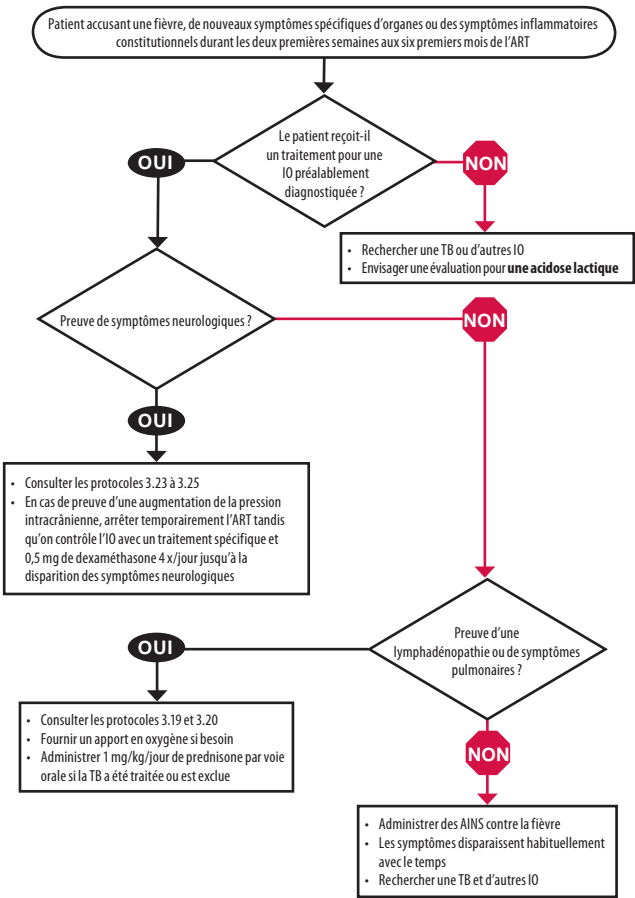 Patient accusant une fièvre, de nouveaux symptômes spécifiques d'organes ou des symptômes inflammatoires
constitutionnels durant les deux premières semaines aux six premiers mois de l'ART
Le patient reçoit-il
un traitement pour une
IO préalablement
diagnostiquée ?
OUI
NON
• Rechercher une TB ou d'autres IO
• Envisager une évaluation pour une acidose lactique
Preuve de symptômes neurologiques ?
NON
OUI
• Consulter les protocoles 3.23 à 3.25
• En cas de preuve d'une augmentation de la pression
intracrânienne, arrêter temporairement l'ART tandis
qu'on contrôle l'IO avec un traitement spécifique et
0,5 mg de dexaméthasone 4 x/jour jusqu'à la
disparition des symptômes neurologiques
Preuve d'une
lymphadénopathie ou de symptômes
pulmonaires ?
OUI
• Consulter les protocoles 3.19 et 3.20
• Fournir un apport en oxygène si besoin
• Administrer 1 mg/kg/jour de prednisone par voie
orale si la TB a été traitée ou est exclue
NON
• Administrer des AINS contre la fièvre
• Les symptômes disparaissent habituellement
avec le temps
• Rechercher une TB et d'autres IO